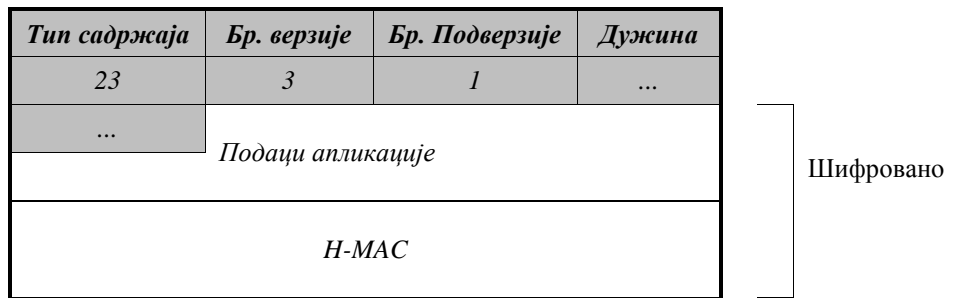 Тип садржаја Бр. верзије Бр. Подверзије Дужина
23 3 1 ...
...
Подаци апликације
Шифровано
H-MAC